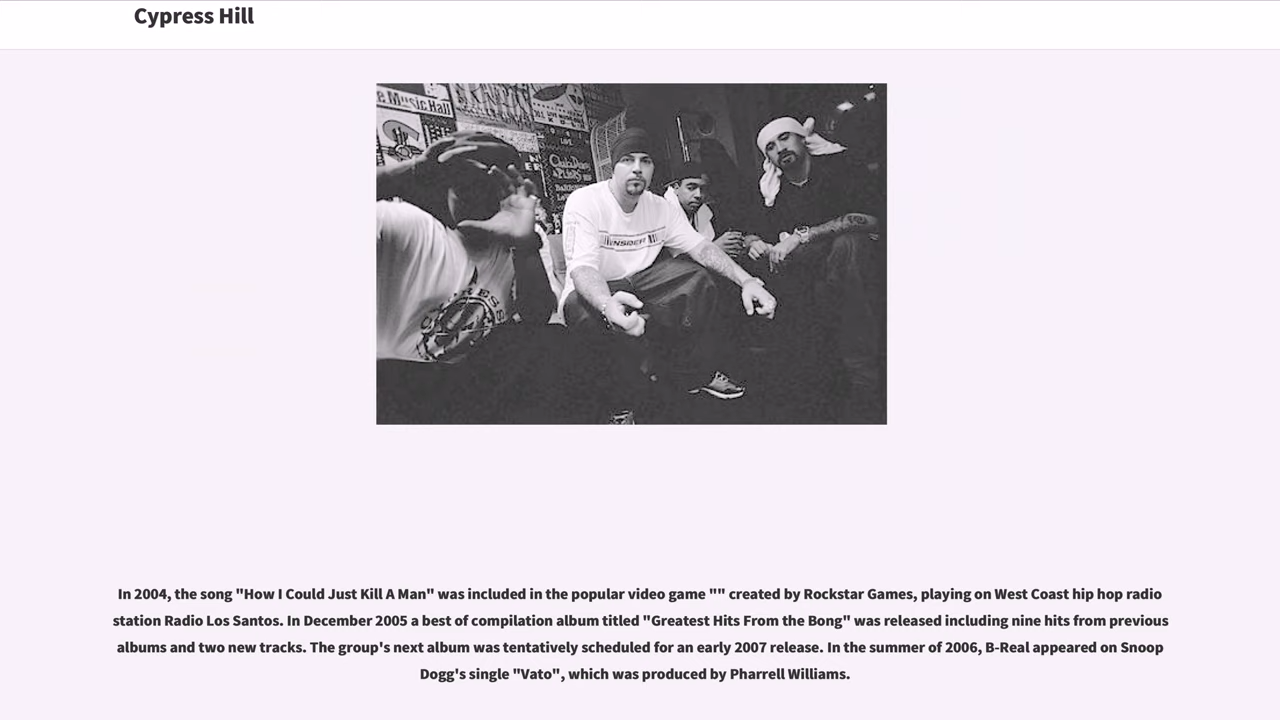 Cypress Hill
e Music Hall
INSIDER
RESS
In 2004, the song "How I Could Just Kill A Man" was included in the popular video game "" created by Rockstar Games, playing on West Coast hip hop radio
station Radio Los Santos. In December 2005 a best of compilation album titled "Greatest Hits From the Bong" was released including nine hits from previous
albums and two new tracks. The group's next album was tentatively scheduled for an early 2007 release. In the summer of 2006, B-Real appeared on Snoop
Dogg's single "Vato", which was produced by Pharrell Williams.